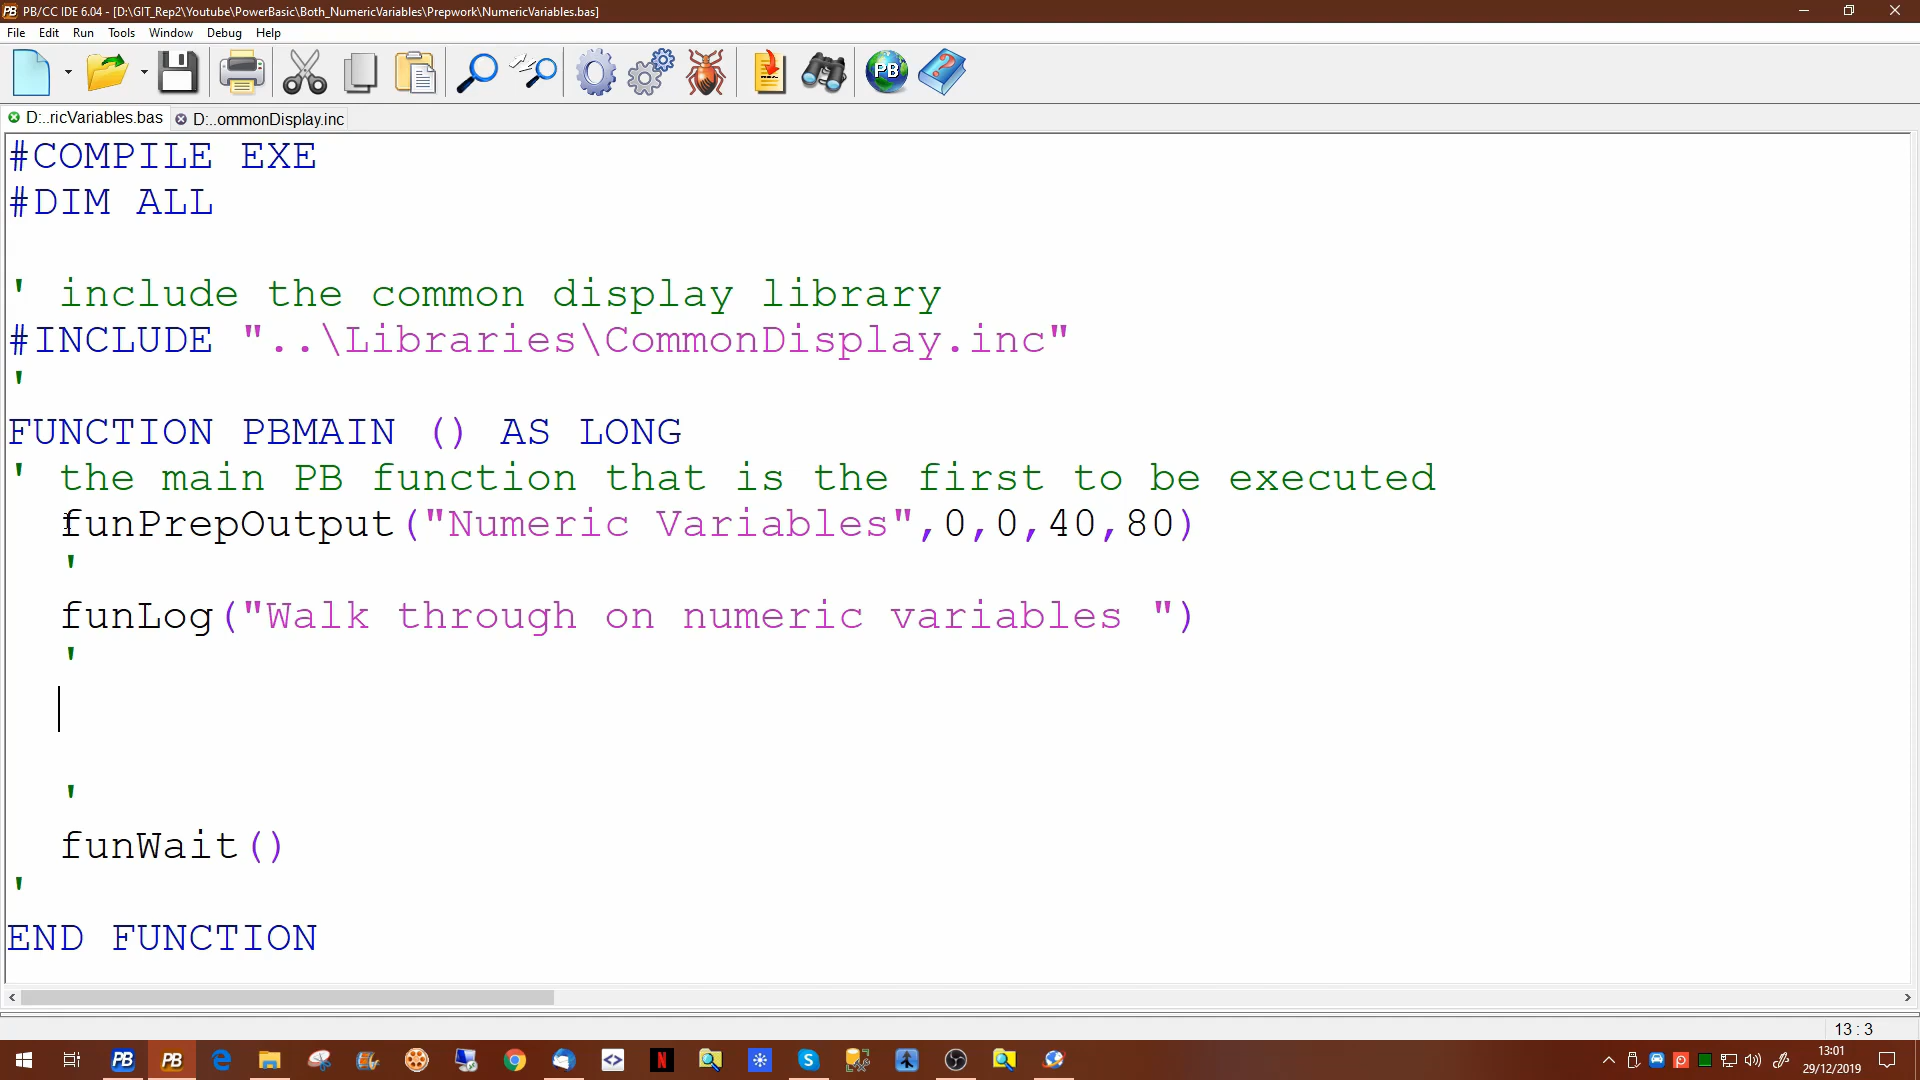 PB/CC IDE 6.04 - [D:\GIT_Rep2\Youtube\PowerBasic\Both_NumericVariables\Prepwork\NumericVariables.bas]
File Edit Run Tools Window Debug Help
PB
D:..ricVariables.bas D:..ommonDisplay.inc
#COMPILE EXE
#DIM ALL
' include the common display library
#INCLUDE "..\Libraries\CommonDisplay.inc"
'
FUNCTION PBMAIN () AS LONG
' the main PB function that is the first to be executed
funPrepOutput("Numeric Variables",0,0,40,80)
'
funLog("Walk through on numeric variables ")
'
'
funWait()
'
END FUNCTION
13 : 3
PB PB
13:01
29/12/2019